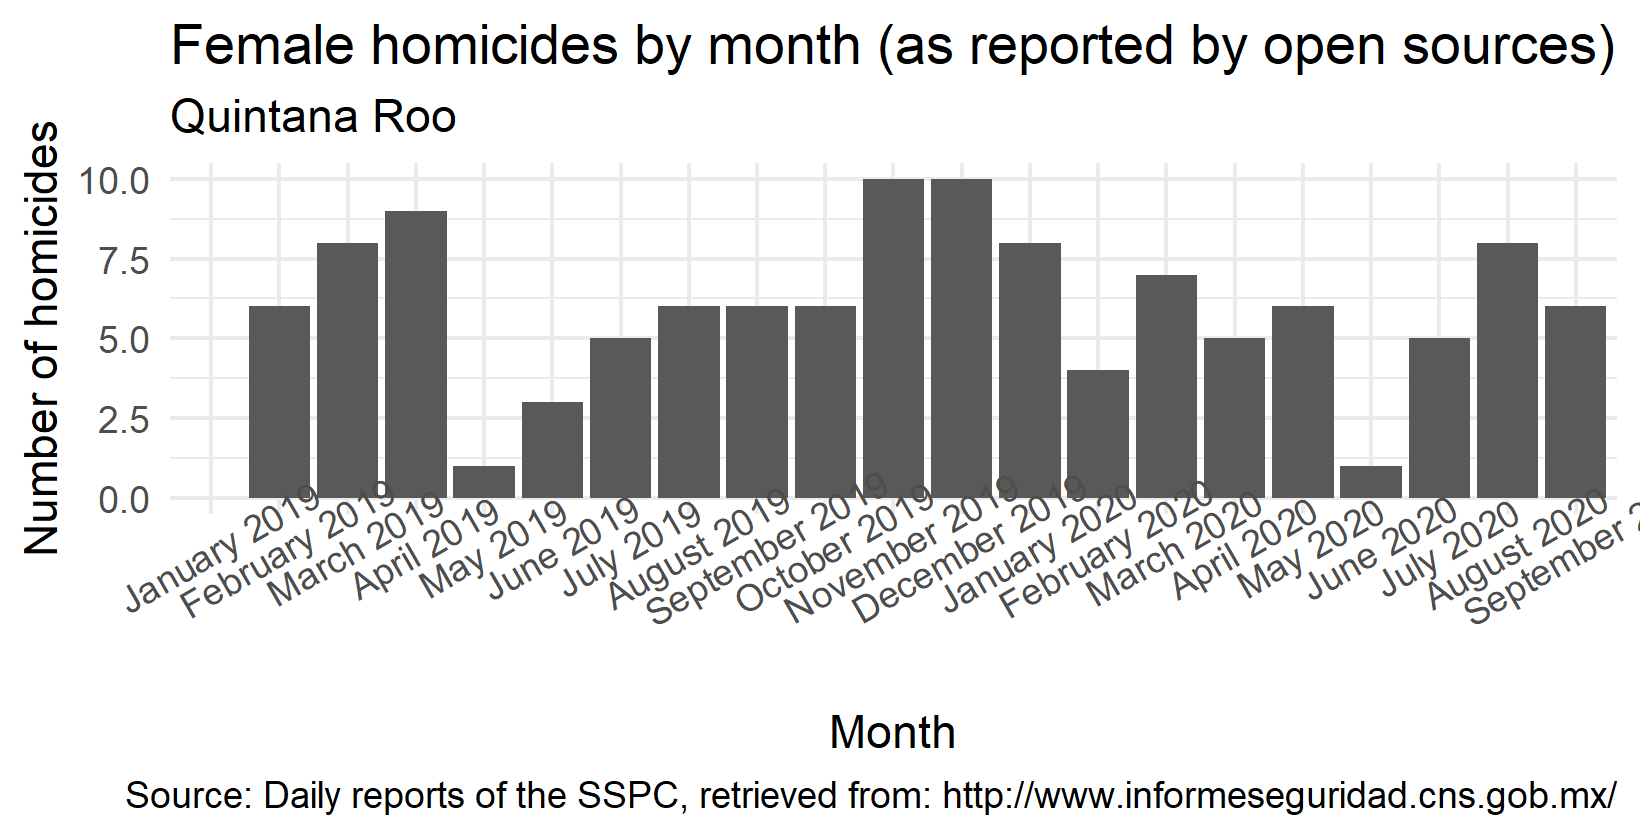 Female homicides by month (as reported by open sources)
Quintana Roo
Number of homicides
10.0
7.5
5.0
2.5
0.0
January 2019
February 2019
March 2019
April 2019
May 2019
June 2019
July 2019
August 2019
September 2019
October 2019
November 2019
December 2019
January 2020
February 2020
March 2020
April 2020
May 2020
June 2020
July 2020
August 2020
September 2
Month
Source: Daily reports of the SSPC, retrieved from: http://www.informeseguridad.cns.gob.mx/